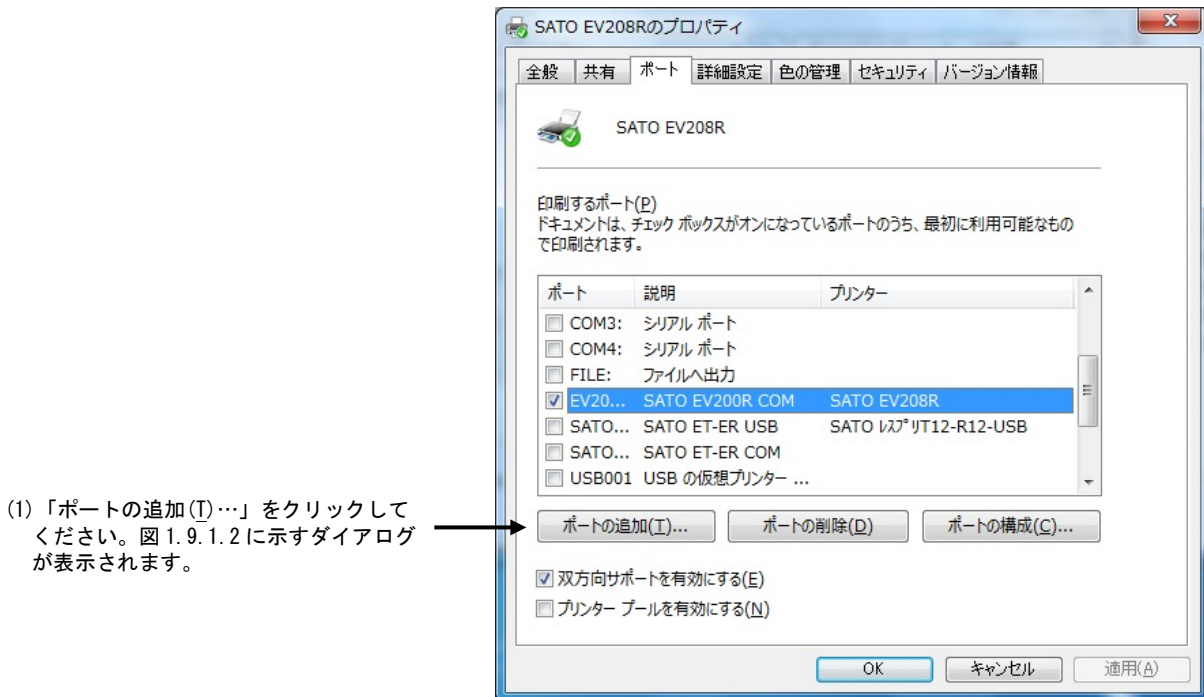 SATO EV208Rのプロパティ
全般 共有 ポート 詳細設定 色の管理 セキュリティ バージョン情報
SATO EV208R
印刷するポート(P)
ドキュメントは、チェック ボックスがオンになっているポートのうち、最初に利用可能なもの
で印刷されます。
ポート 説明 プリンター
COM3: シリアル ポート
COM4: シリアル ポート
FILE: ファイルへ出力
EV20... SATO EV200R COM SATO EV208R
SATO... SATO ET-ER USB SATO ﾚｽﾌﾟﾘT12-R12-USB
SATO... SATO ET-ER COM
USB001 USB の仮想プリンター ...
(1)「ポートの追加(T)…」をクリックして
ください。図 1.9.1.2 に示すダイアログ
が表示されます。
ポートの追加(T)... ポートの削除(D) ポートの構成(C)...
双方向サポートを有効にする(E)
プリンター プールを有効にする(N)
OK キャンセル 適用(A)